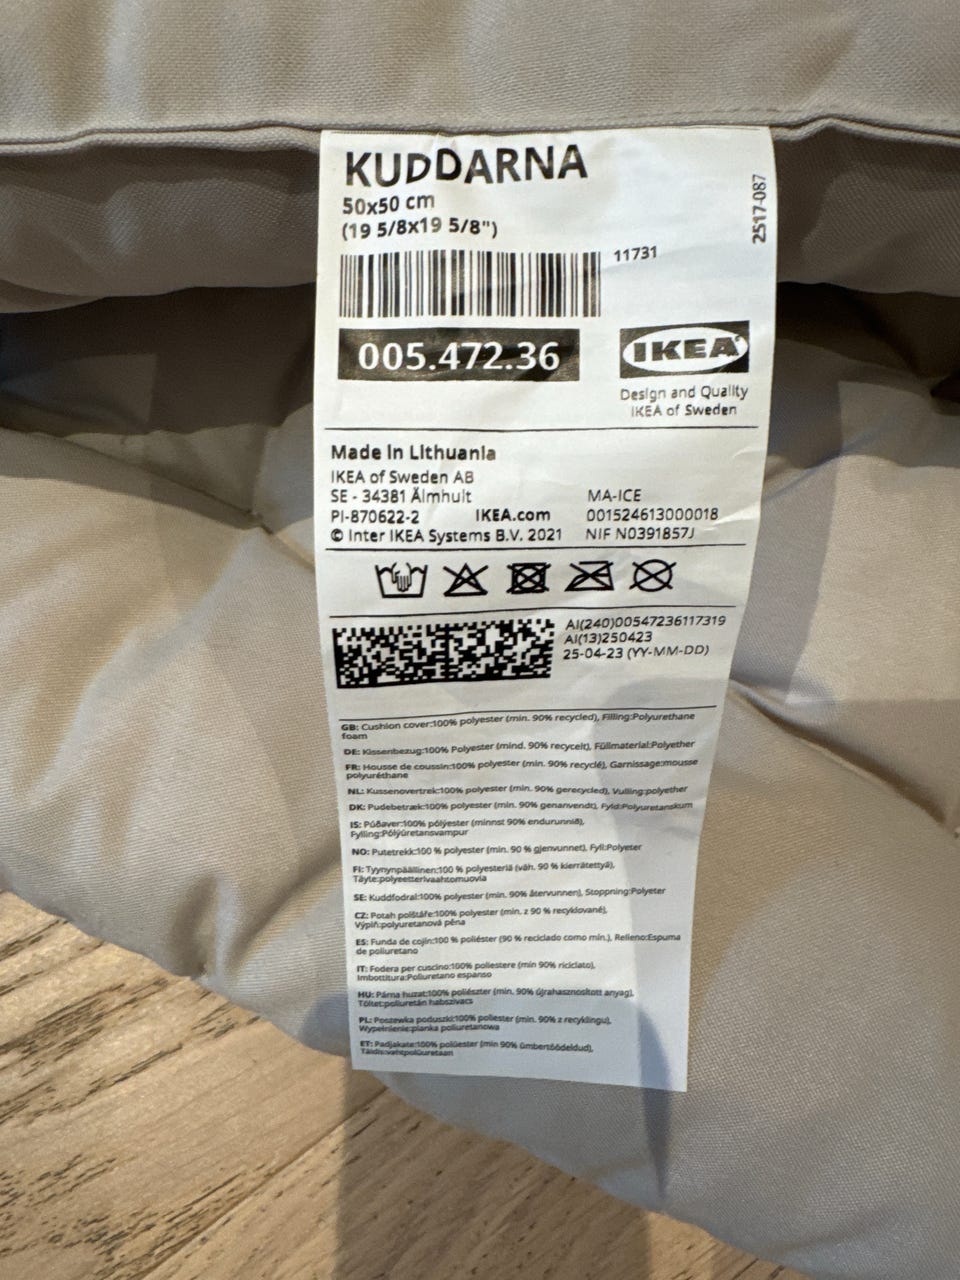 KUDDARNA
50x50 cm
(19 5/8x19 5/8")
2517-087
11731
005.472.36
IKEA
Design and Quality
IKEA of Sweden
Made in Lithuania
IKEA of Sweden AB
SE - 34381 Älmhult
PI-870622-2 IKEA.com
© Inter IKEA Systems B.V. 2021
MA-ICE
001524613000018
NIF N0391857J
AI(240)00547236117319
AI(13)250423
25-04-23 (YY-MM-DD)
GB: Cushion cover:100% polyester (min. 90% recycled), Filling:Polyurethane
foam
DE: Kissenbezug:100% Polyester (mind. 90% recycelt), Füllmaterial:Polyether
FR: Housse de coussin:100% polyester (min. 90% recyclé), Garnissage:mousse
polyuréthane
NL: Kussenovertrek:100% polyester (min. 90% gerecycled), Vulling:polyether
DK: Pudebetræk:100% polyester (min. 90% genanvendt), Fyld:Polyuretanskum
IS: Púðaver:100% pólýester (minnst 90% endurunnið),
Fylling:Pólýúretansvampur
NO: Putetrekk:100 % polyester (min. 90 % gjenvunnet), Fyll:Polyeter
FI: Tyynynpäällinen:100 % polyesteriä (väh. 90 % kierrätettyä),
Täyte:polyeetterivaahtomuovia
SE: Kuddfodral:100% polyester (min. 90% återvunnen), Stoppning:Polyeter
CZ: Potah polštáře:100% polyester (min. z 90 % recyklované),
Výplň:polyuretanová pěna
ES: Funda de cojín:100 % poliéster (90 % reciclado como mín.), Relleno:Espuma
de poliuretano
IT: Fodera per cuscino:100% poliestere (min 90% riciclato),
Imbottitura:Poliuretano espanso
HU: Párna huzat:100% poliészter (min. 90% újrahasznosított anyag),
Töltet:poliuretán habszivacs
PL: Poszewka poduszki:100% poliester (min. 90% z recyklingu),
Wypełnienie:pianka poliuretanowa
ET: Padjakate:100% polüester (min 90% ümbertöödeldud),
Täidis:vahtpolüuretaan